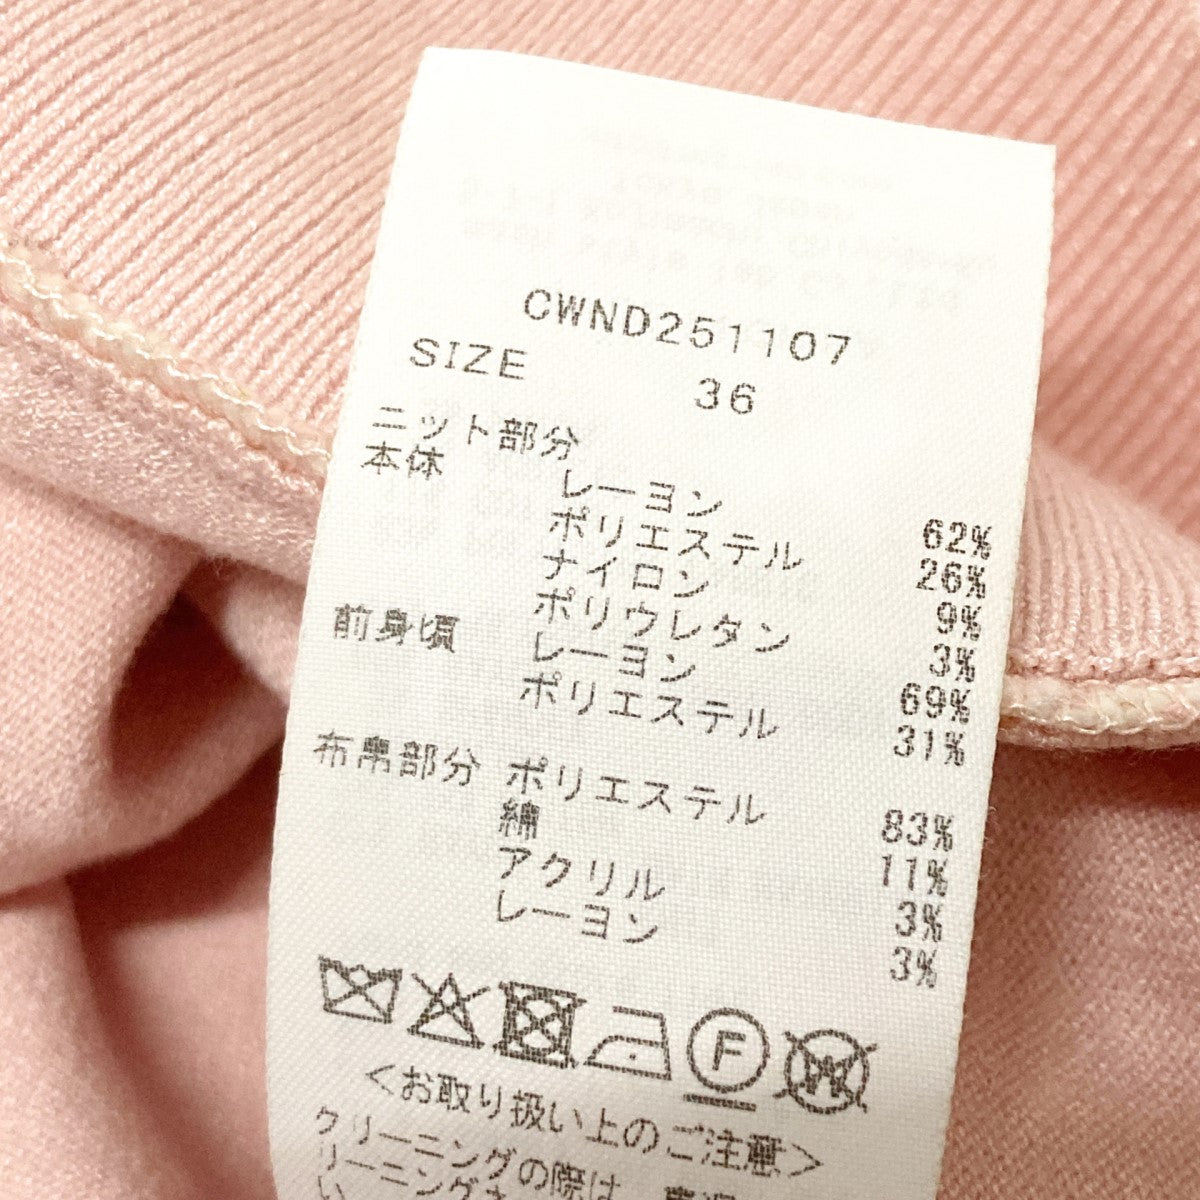 CWND251107
SIZE 36
ニット部分
本体 レーヨン 62%
ポリエステル 26%
ナイロン 9%
ポリウレタン 3%
前身頃 レーヨン 69%
ポリエステル 31%
布帛部分 ポリエステル 83%
綿 11%
アクリル 3%
レーヨン 3%
F W
<お取り扱い上のご注意>
クリーニングの際は